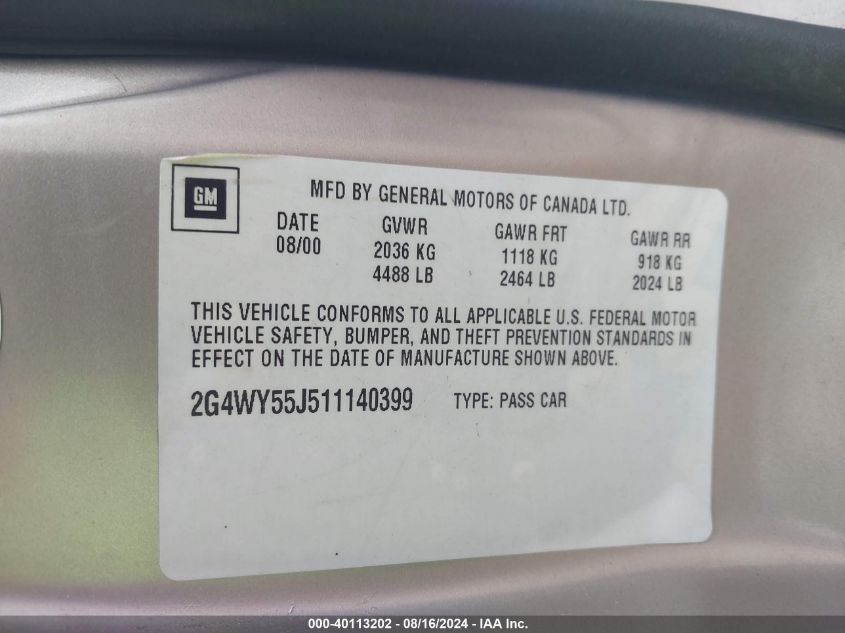 GM
MFD BY GENERAL MOTORS OF CANADA LTD.
DATE GVWR GAWR FRT GAWR RR
08/00 2036 KG 1118 KG 918 KG
4488 LB 2464 LB 2024 LB
THIS VEHICLE CONFORMS TO ALL APPLICABLE U.S. FEDERAL MOTOR
VEHICLE SAFETY, BUMPER, AND THEFT PREVENTION STANDARDS IN
EFFECT ON THE DATE OF MANUFACTURE SHOWN ABOVE.
2G4WY55J511140399 TYPE: PASS CAR
000-40113202 - 08/16/2024 - IAA Inc.